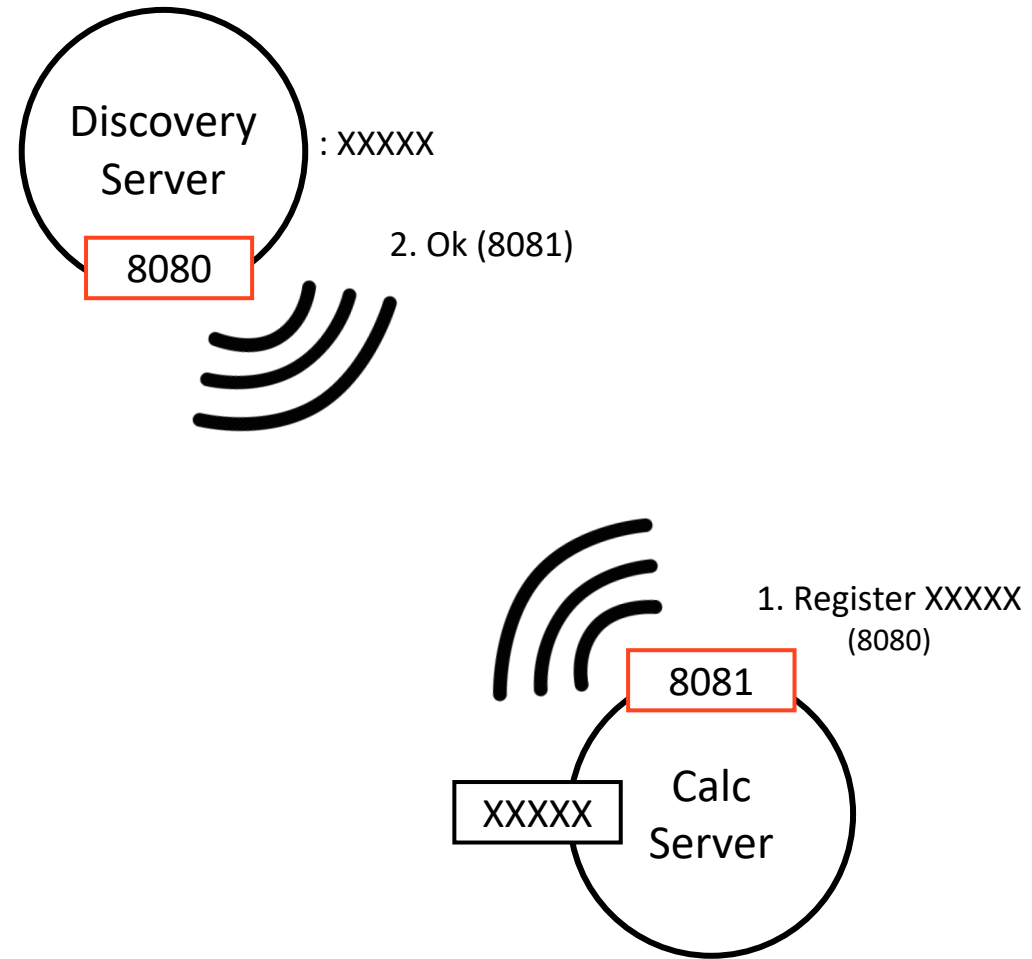 Discovery
Server
: XXXXX
8080
2. Ok (8081)
1. Register XXXXX
(8080)
8081
XXXXX
Calc
Server